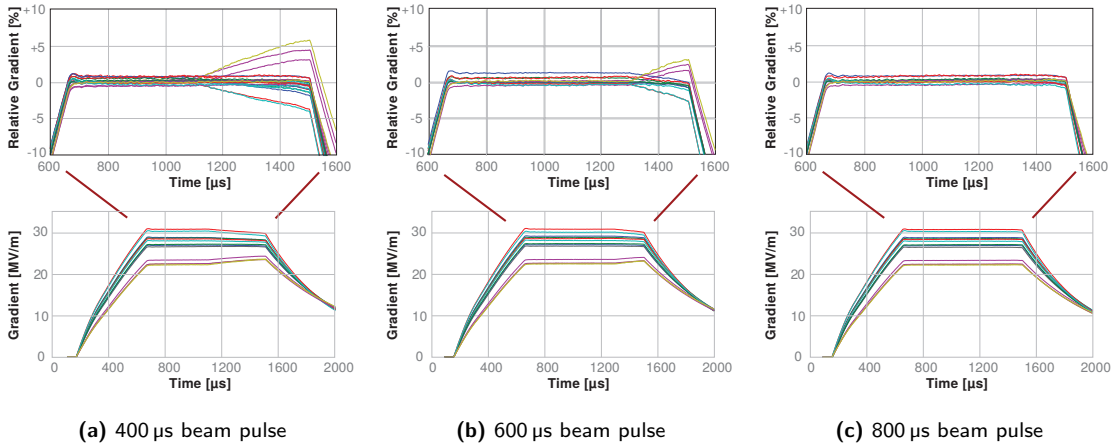 Relative Gradient [%]
+10
+5
0
-5
-10
600 800 1000 1200 1400 1600
Time [µs]
Gradient [MV/m]
30
20
10
0
0 400 800 1200 1600 2000
Time [µs]
(a) 400 µs beam pulse
Relative Gradient [%]
+10
+5
0
-5
-10
600 800 1000 1200 1400 1600
Time [µs]
Gradient [MV/m]
30
20
10
0
0 400 800 1200 1600 2000
Time [µs]
(b) 600 µs beam pulse
Relative Gradient [%]
+10
+5
0
-5
-10
600 800 1000 1200 1400 1600
Time [µs]
Gradient [MV/m]
30
20
10
0
0 400 800 1200 1600 2000
Time [µs]
(c) 800 µs beam pulse